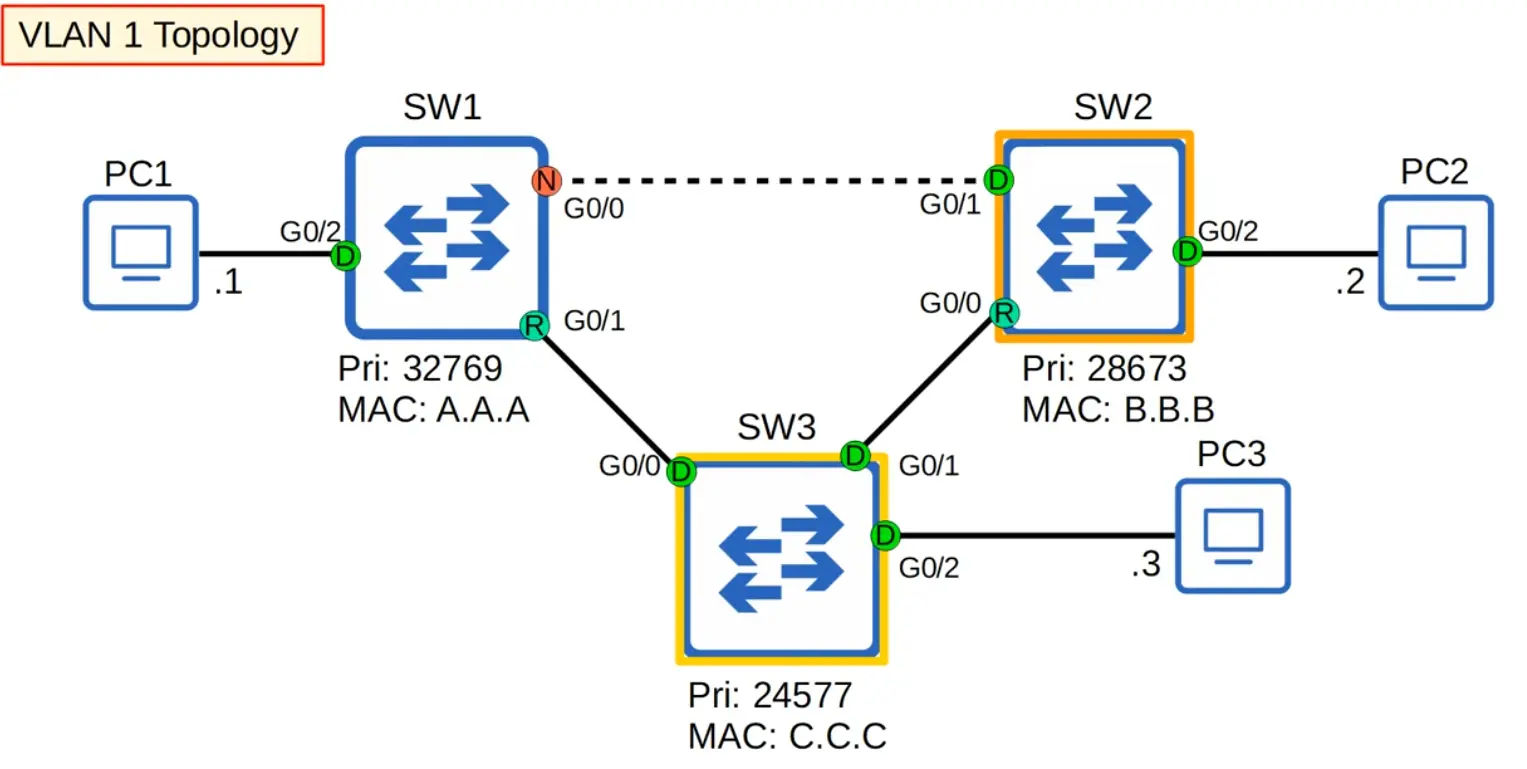 VLAN 1 Topology
SW1
SW2
PC1
PC2
N
D
G0/0
G0/1
G0/2
D
D
G0/2
.1
.2
G0/0
R
R
G0/1
Pri: 32769
MAC: A.A.A
Pri: 28673
MAC: B.B.B
SW3
PC3
G0/0
D
D
G0/1
D
G0/2
.3
Pri: 24577
MAC: C.C.C